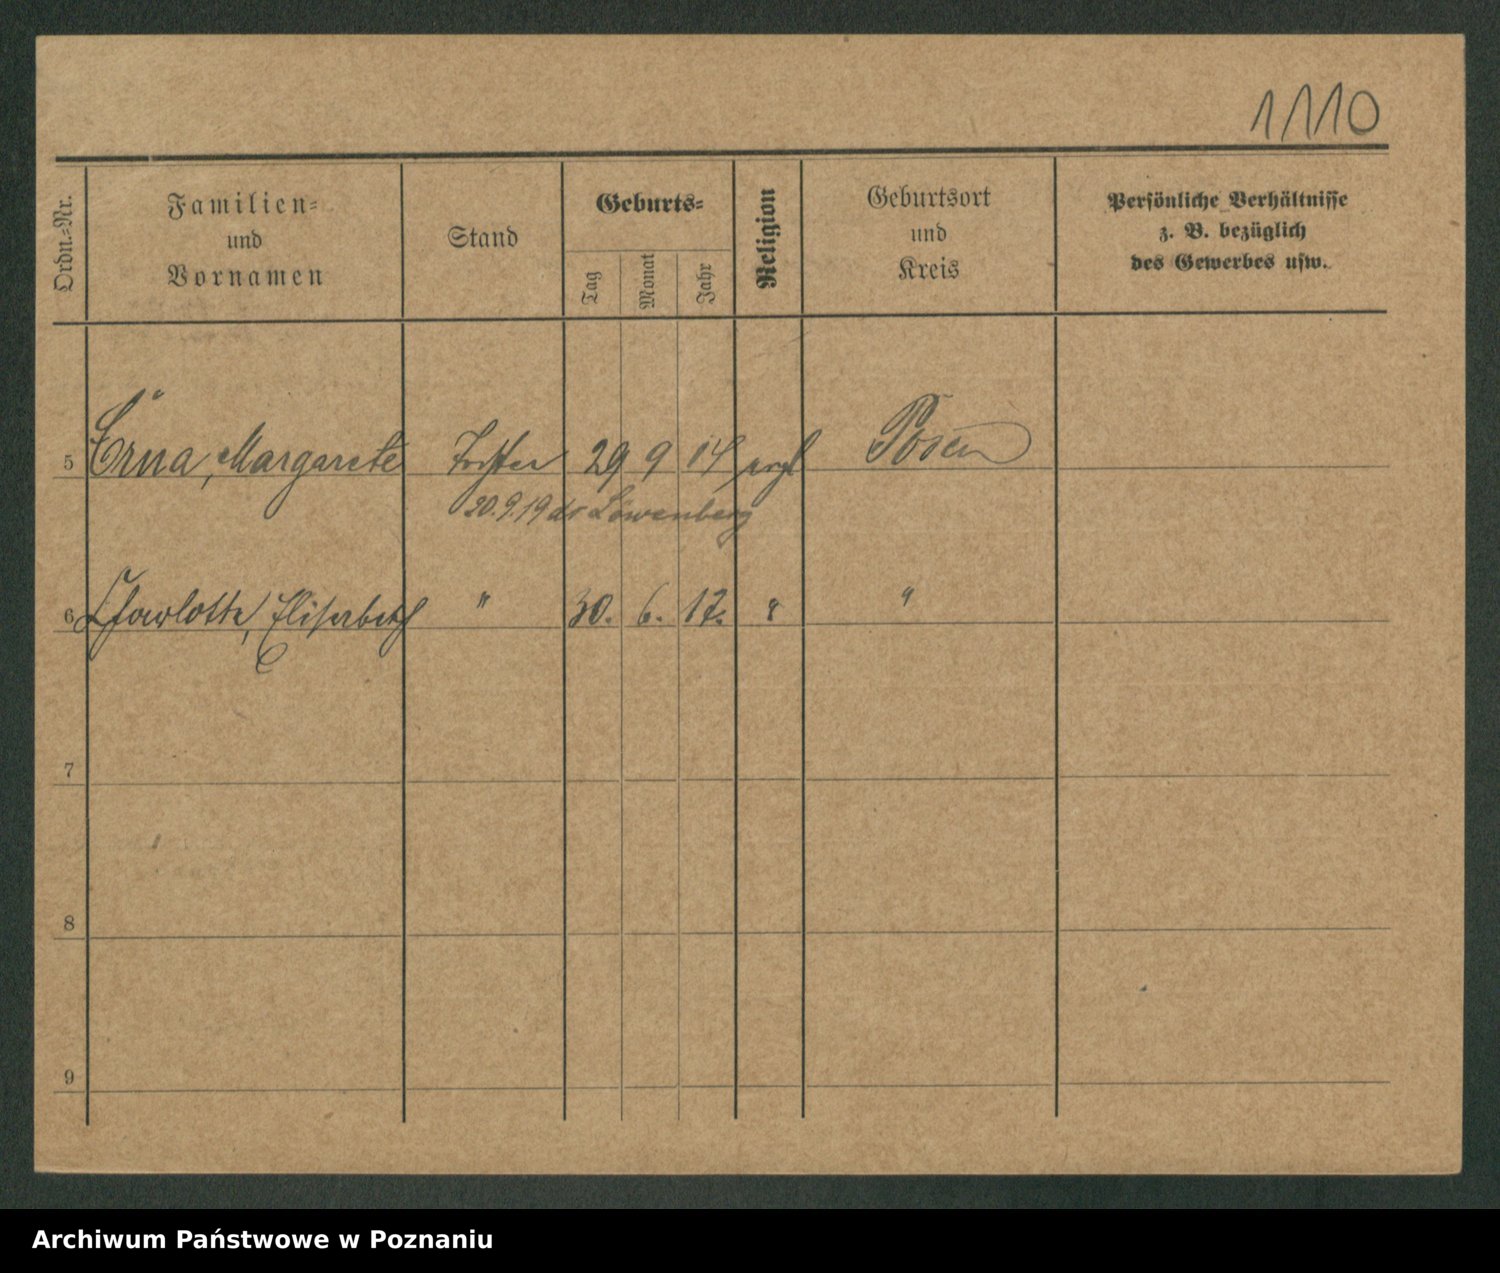 1110
Ordn.-Nr.
Familien-
und
Vornamen
Stand
Geburts-
Tag
Monat
Jahr
Religion
Geburtsort
und
Kreis
Persönliche Verhältnisse
z. B. bezüglich
des Gewerbes usw.
5 Erna, Margarete Tochter 29 9 14 evgl Posen
30.9.19 Löwenberg
6 Charlotte, Elisabeth " 30. 6. 17. " "
7
8
9
Archiwum Państwowe w Poznaniu